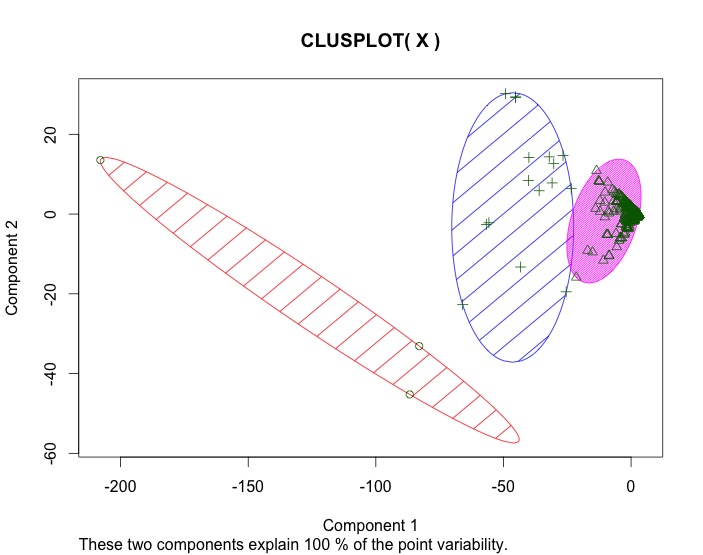 CLUSPLOT( X )
20
0
-20
-40
-60
Component 2
-200
-150
-100
-50
0
Component 1
These two components explain 100 % of the point variability.